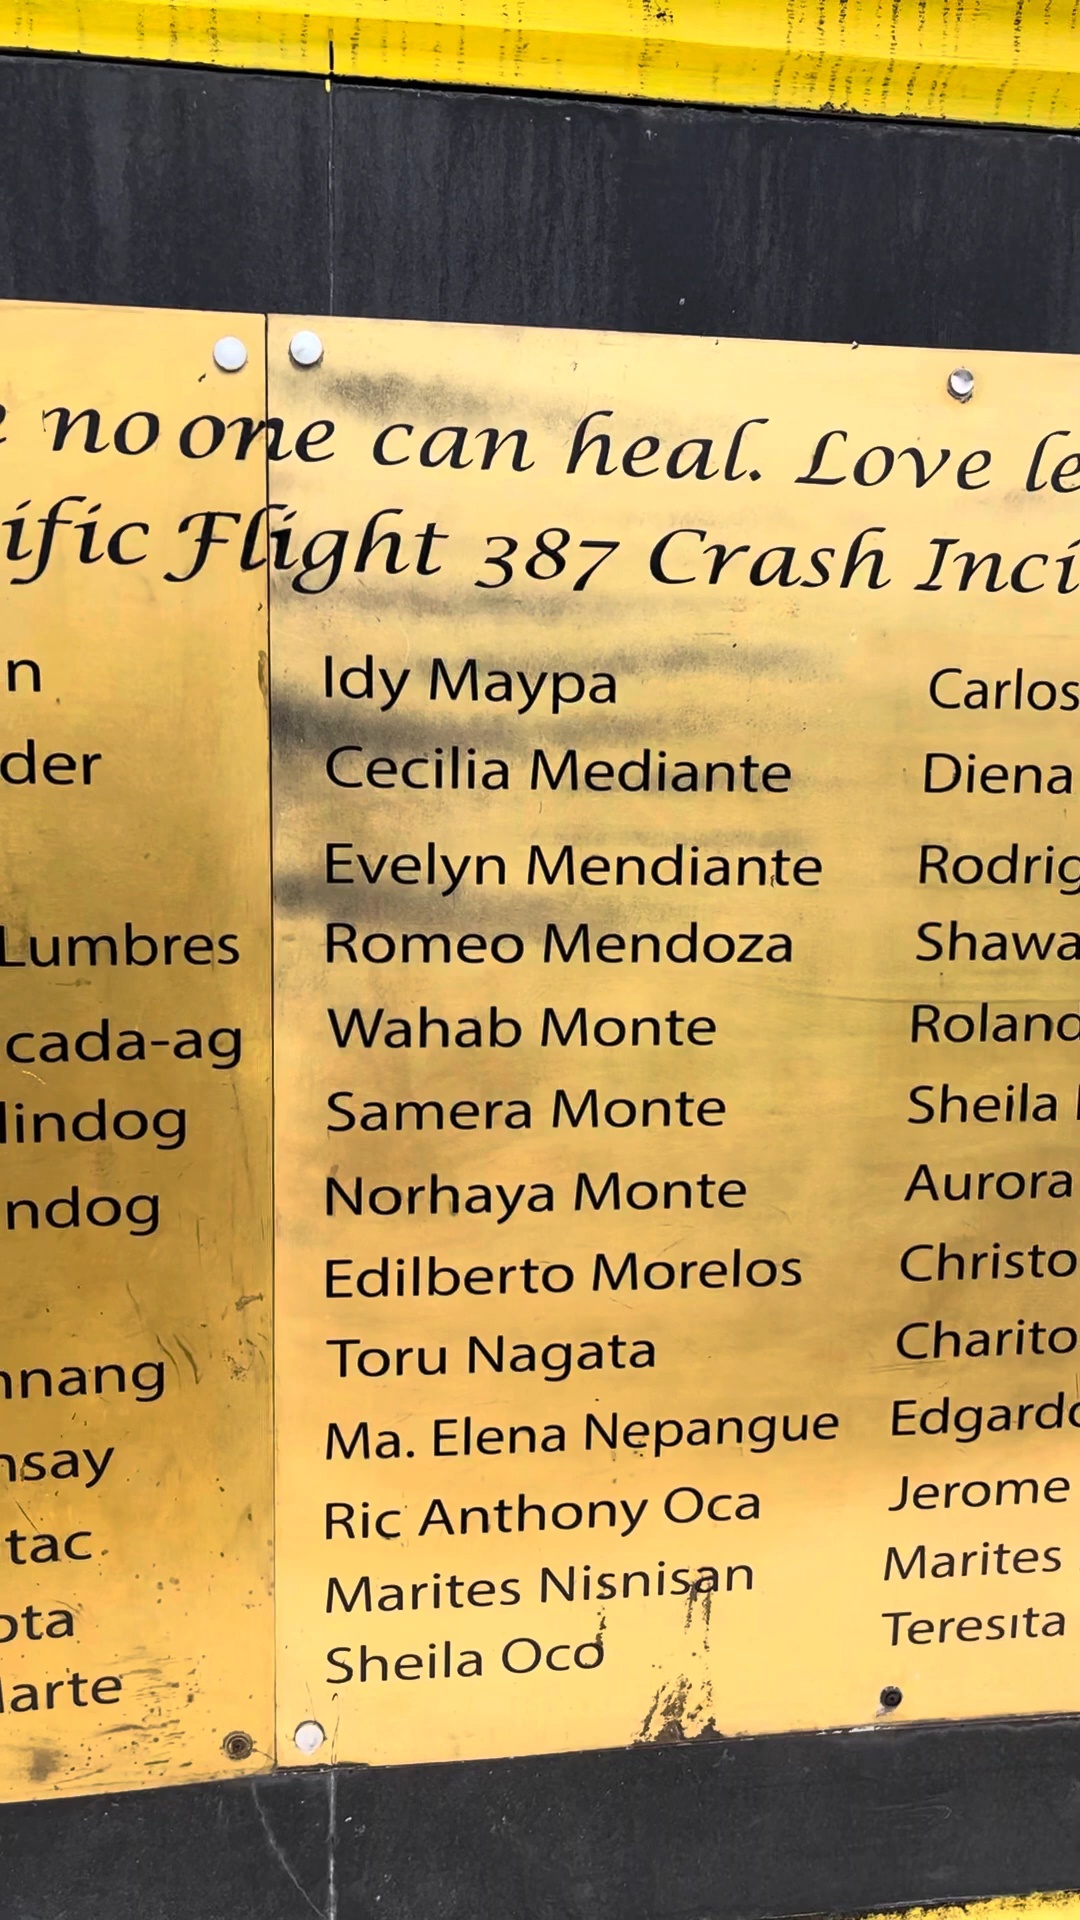 no one can heal. Love le
ific Flight 387 Crash Inci
n
der
Lumbres
cada-ag
lindog
ndog
nnang
nsay
tac
ota
larte
Idy Maypa
Cecilia Mediante
Evelyn Mendiante
Romeo Mendoza
Wahab Monte
Samera Monte
Norhaya Monte
Edilberto Morelos
Toru Nagata
Ma. Elena Nepangue
Ric Anthony Oca
Marites Nisnisan
Sheila Oco
Carlos
Diena
Rodrig
Shawa
Roland
Sheila
Aurora
Christo
Charito
Edgardo
Jerome
Marites
Teresita